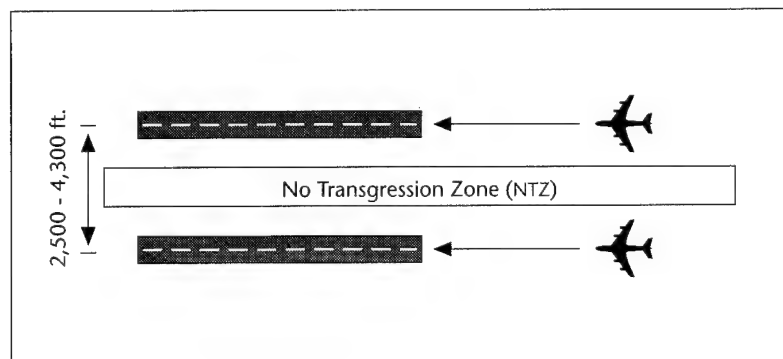 2,500 - 4,300 ft.
No Transgression Zone (NTZ)